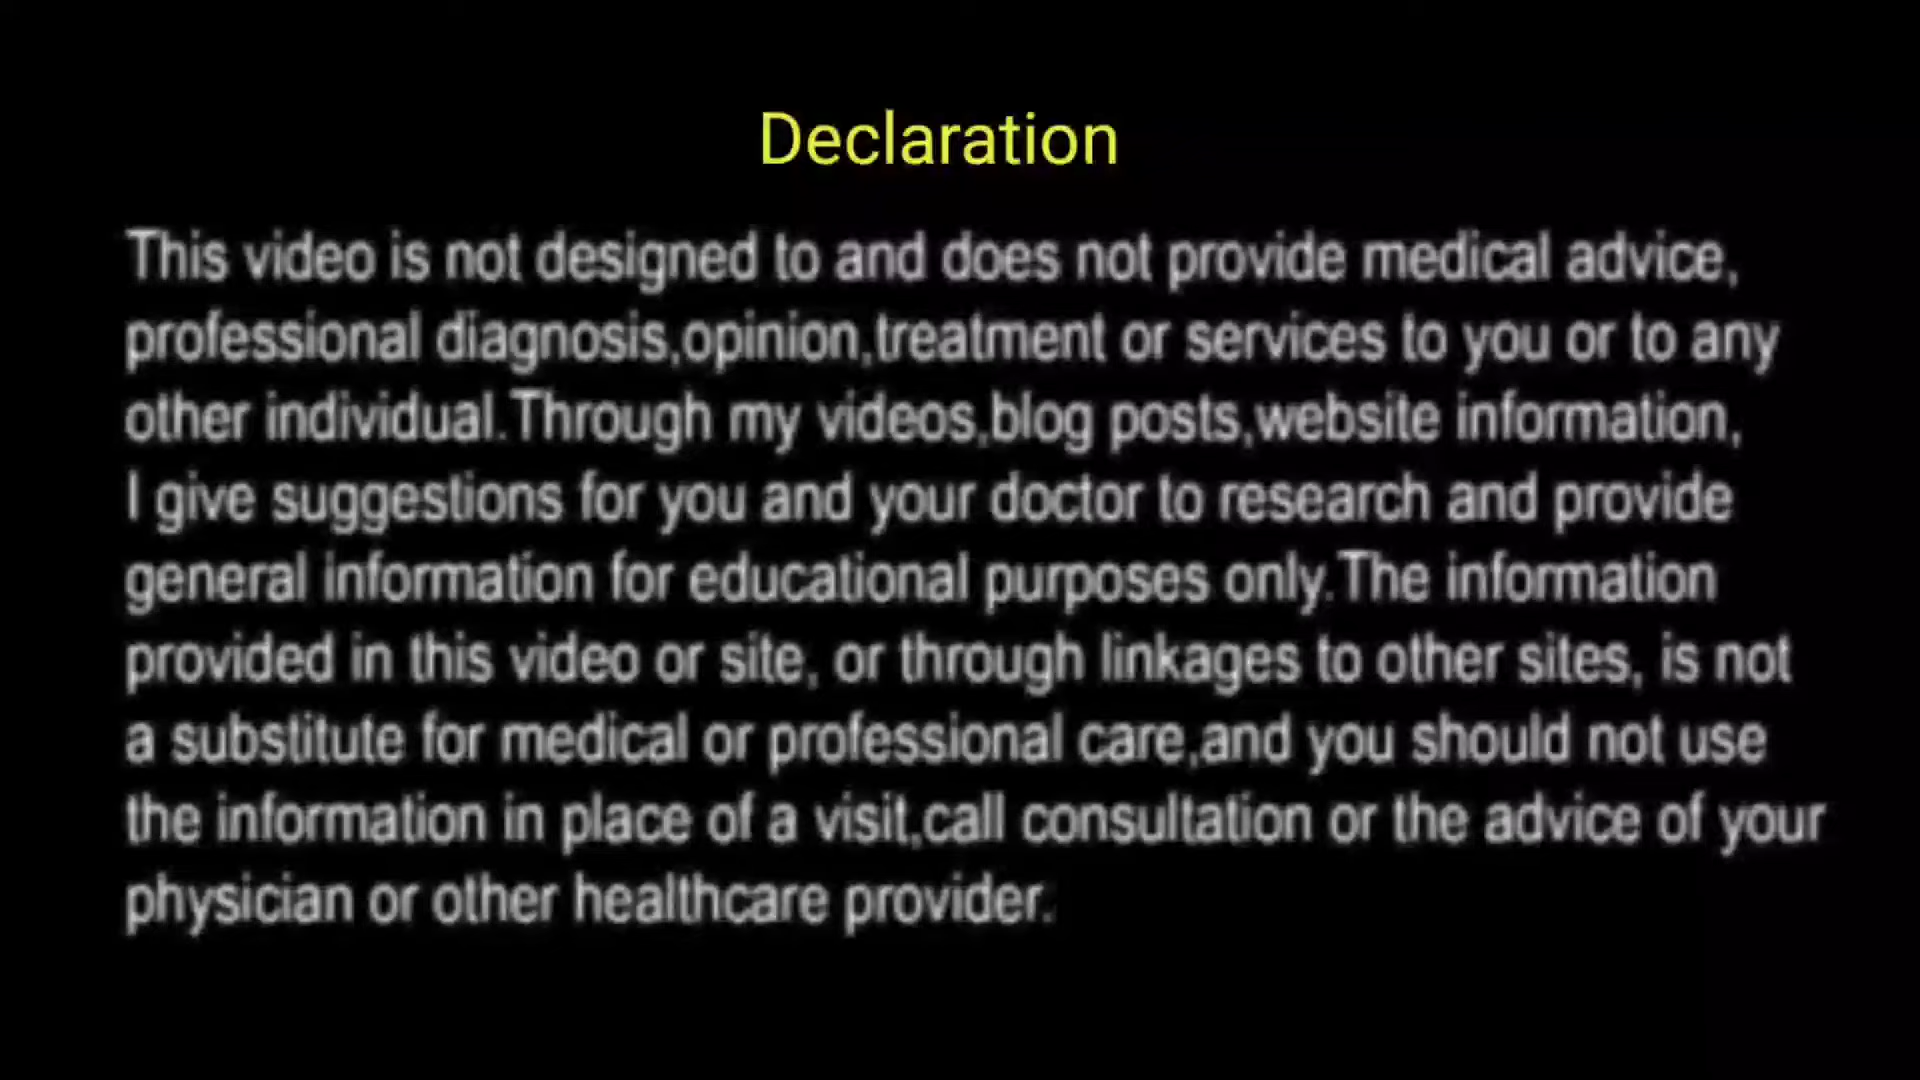 Declaration
This video is not designed to and does not provide medical advice,
professional diagnosis,opinion,treatment or services to you or to any
other individual.Through my videos,blog posts,website information,
I give suggestions for you and your doctor to research and provide
general information for educational purposes only.The information
provided in this video or site, or through linkages to other sites, is not
a substitute for medical or professional care,and you should not use
the information in place of a visit,call consultation or the advice of your
physician or other healthcare provider.